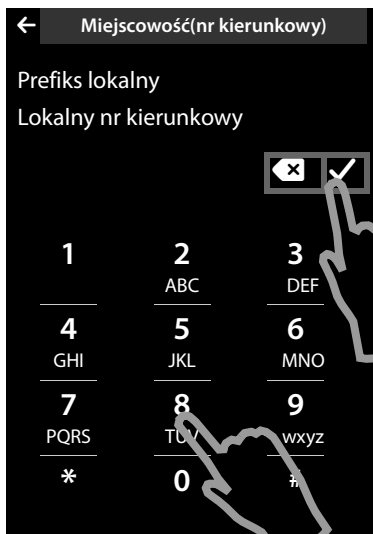 Miejscowość(nr kierunkowy)
Prefiks lokalny
Lokalny nr kierunkowy
1 2 3
ABC DEF
4 5 6
GHI JKL MNO
7 8 9
PQRS TUV wxyz
* 0 #